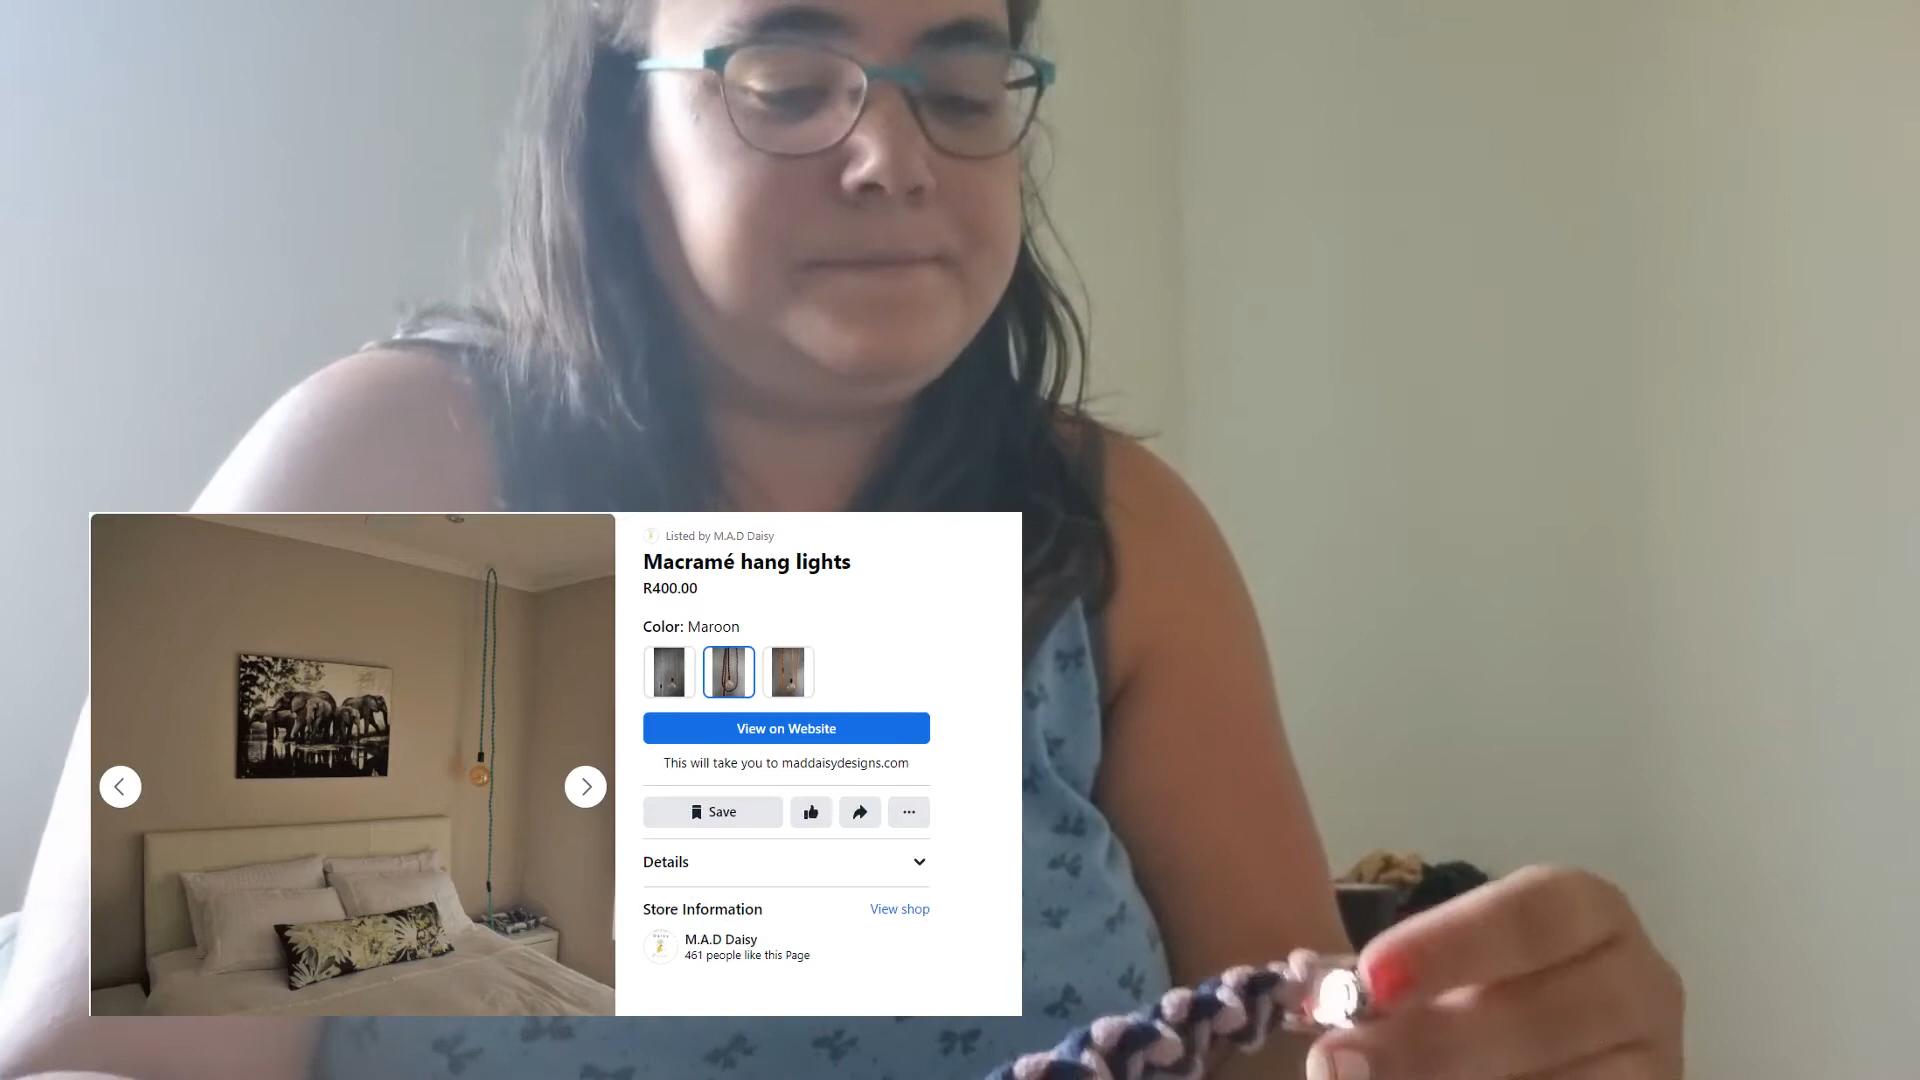 Listed by M.A.D Daisy
Macramé hang lights
R400.00
Color: Maroon
View on Website
This will take you to maddaisydesigns.com
Save
Details
Store Information
View shop
M.A.D Daisy
461 people like this Page